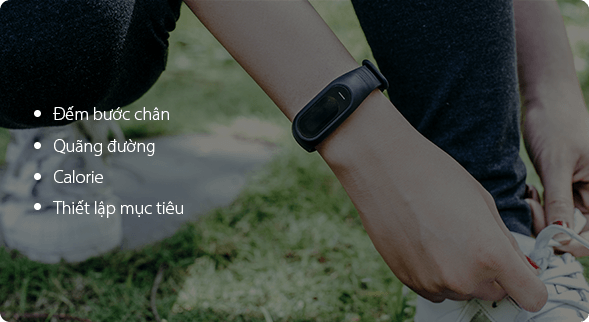 • Đếm bước chân
• Quãng đường
• Calorie
• Thiết lập mục tiêu